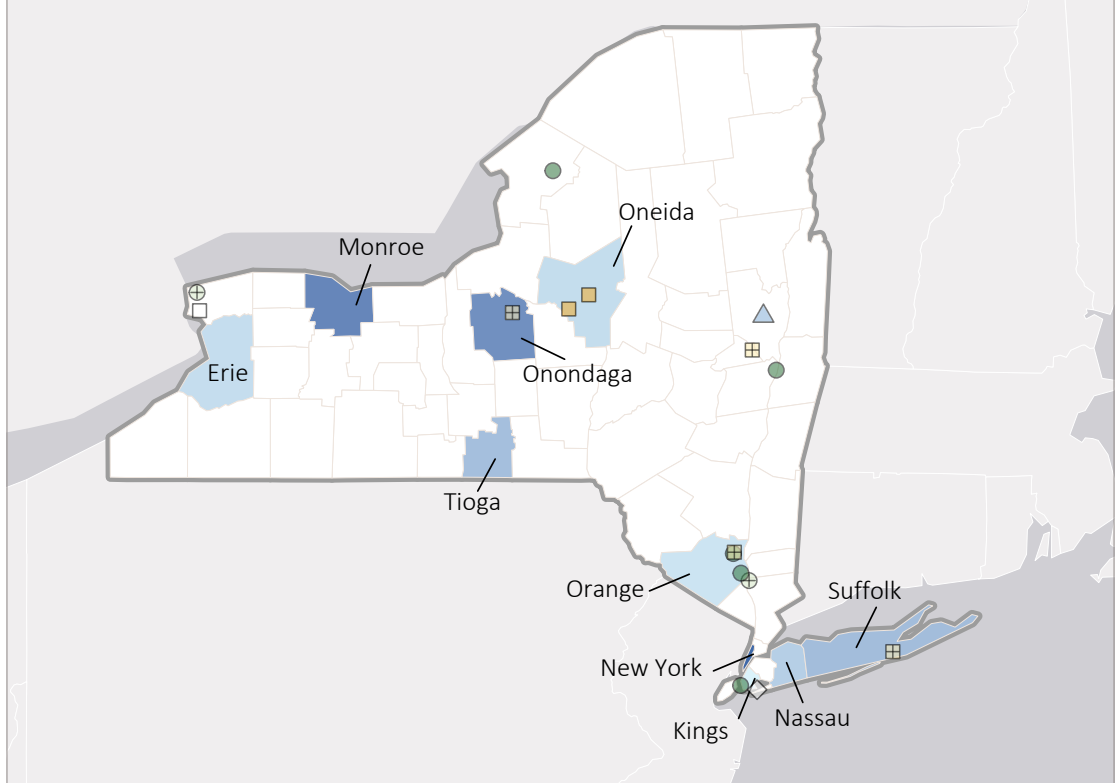 Oneida
Monroe
Erie
Onondaga
Tioga
Orange
Suffolk
New York
Nassau
Kings